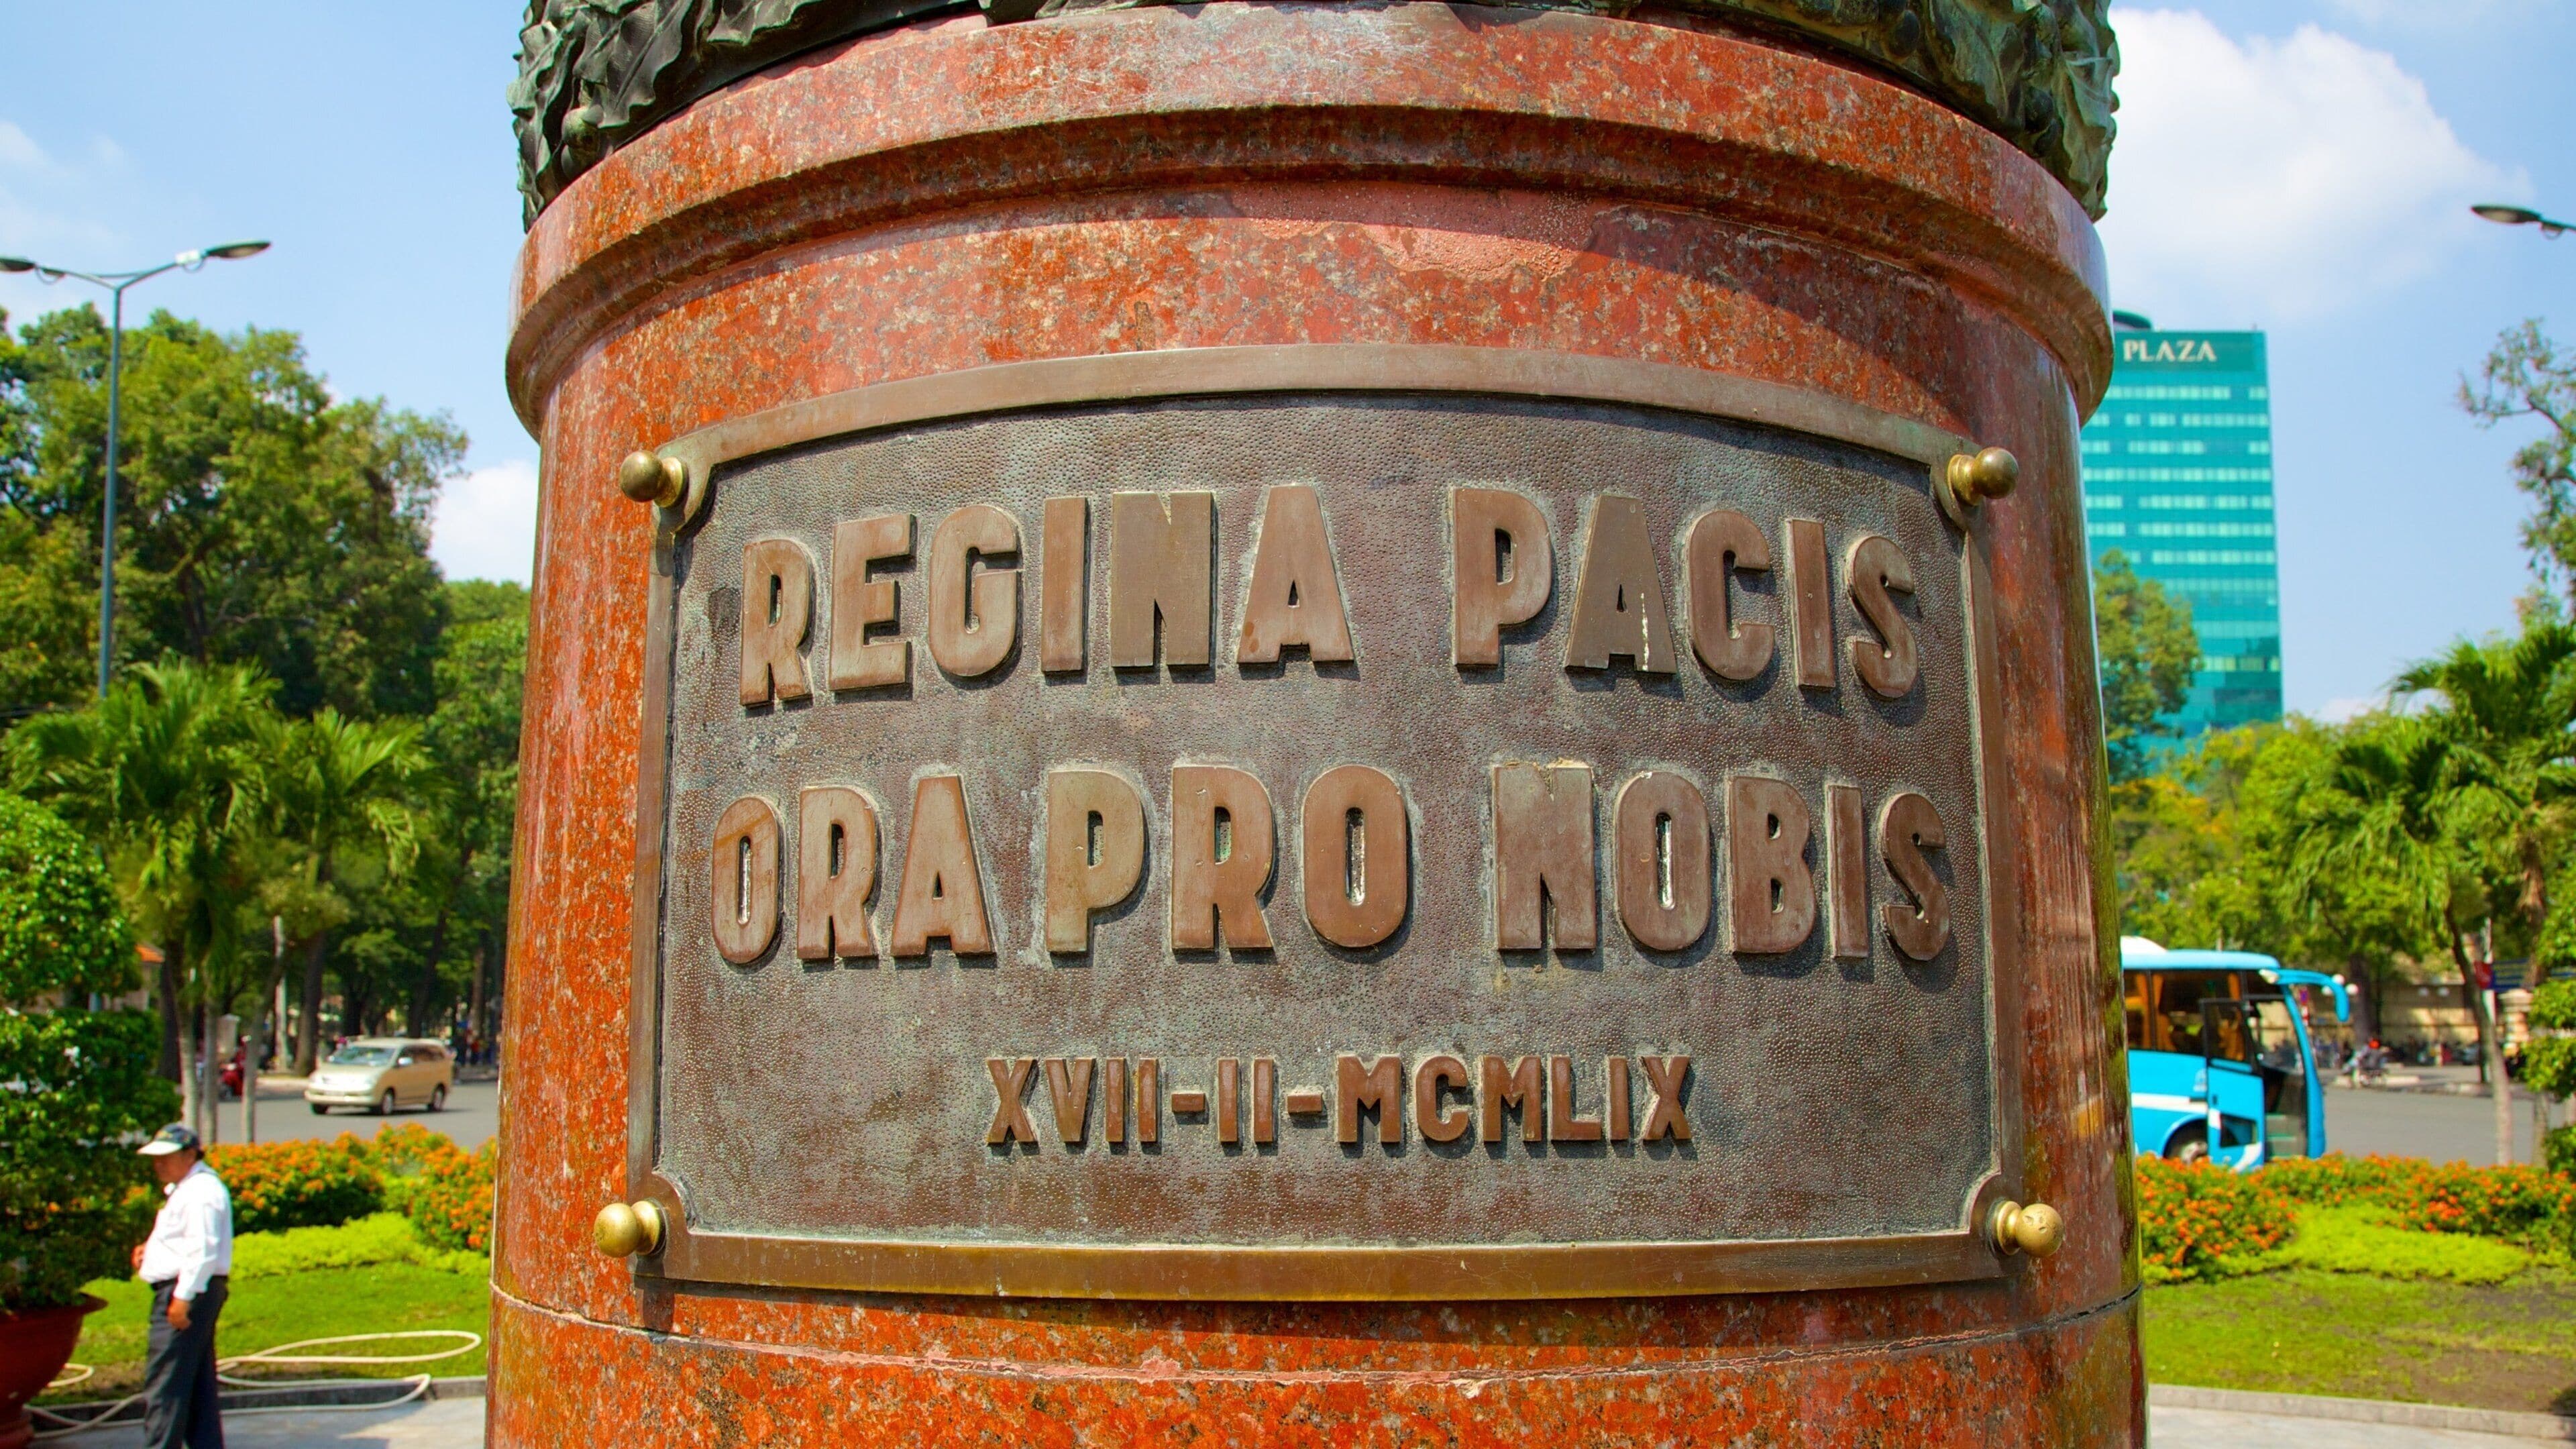 PLAZA
REGINA PACIS
ORA PRO NOBIS
XVII-II-MCMLIX